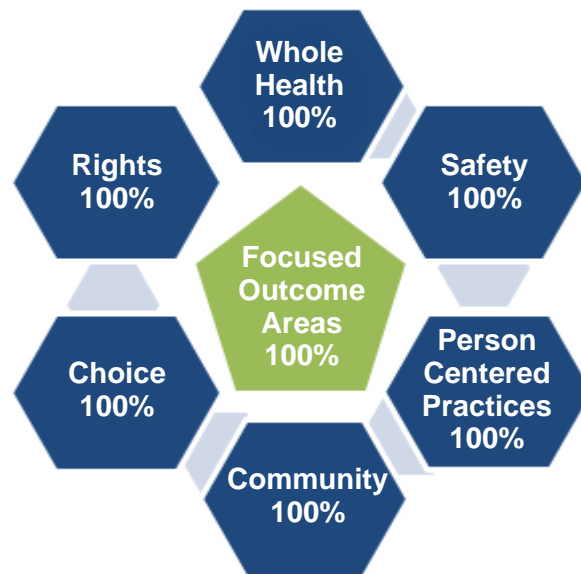 Whole
Health
100%
Safety
100%
Person
Centered
Practices
100%
Community
100%
Choice
100%
Rights
100%
Focused
Outcome
Areas
100%